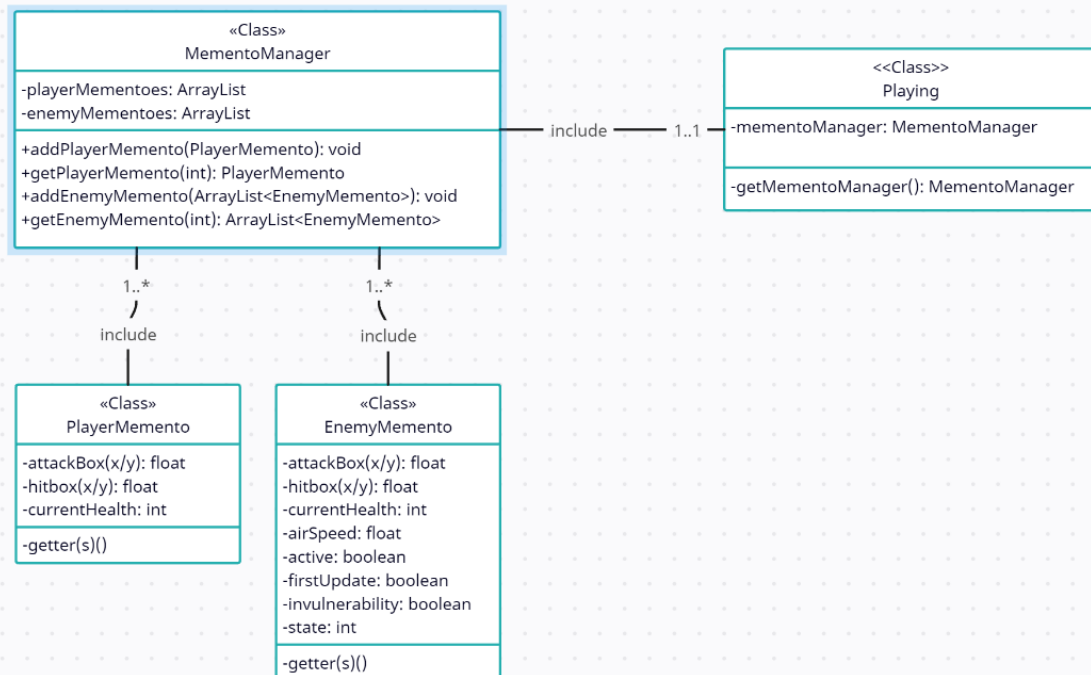 «Class»
MementoManager
-playerMementoes: ArrayList
-enemyMementoes: ArrayList
+addPlayerMemento(PlayerMemento): void
+getPlayerMemento(int): PlayerMemento
+addEnemyMemento(ArrayList<EnemyMemento>): void
+getEnemyMemento(int): ArrayList<EnemyMemento>
include
1..1
<<Class>>
Playing
-mementoManager: MementoManager
-getMementoManager(): MementoManager
1..*
1..*
include
include
«Class»
PlayerMemento
-attackBox(x/y): float
-hitbox(x/y): float
-currentHealth: int
-getter(s)()
«Class»
EnemyMemento
-attackBox(x/y): float
-hitbox(x/y): float
-currentHealth: int
-airSpeed: float
-active: boolean
-firstUpdate: boolean
-invulnerability: boolean
-state: int
-getter(s)()